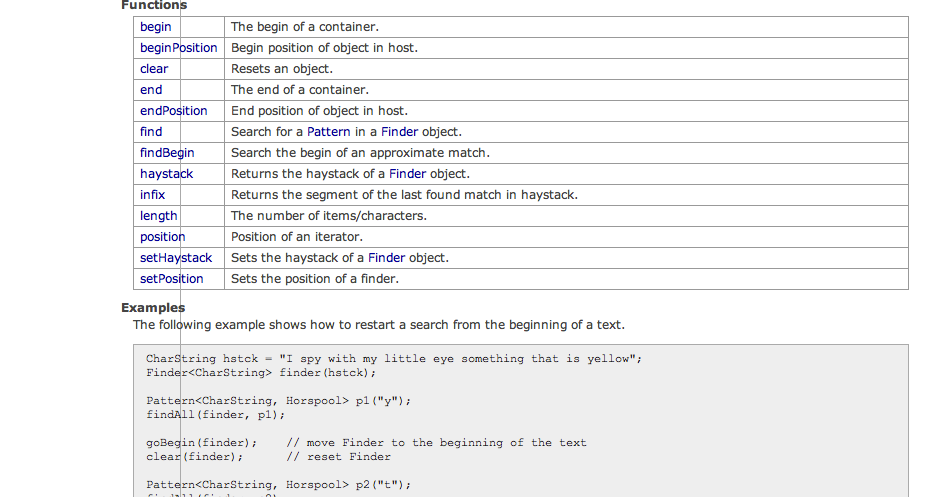 Functions
begin The begin of a container.
beginPosition Begin position of object in host.
clear Resets an object.
end The end of a container.
endPosition End position of object in host.
find Search for a Pattern in a Finder object.
findBegin Search the begin of an approximate match.
haystack Returns the haystack of a Finder object.
infix Returns the segment of the last found match in haystack.
length The number of items/characters.
position Position of an iterator.
setHaystack Sets the haystack of a Finder object.
setPosition Sets the position of a finder.
Examples
The following example shows how to restart a search from the beginning of a text.
CharString hstck = "I spy with my little eye something that is yellow";
Finder<CharString> finder(hstck);
Pattern<CharString, Horspool> p1("y");
findAll(finder, p1);
goBegin(finder);    // move Finder to the beginning of the text
clear(finder);      // reset Finder
Pattern<CharString, Horspool> p2("t");